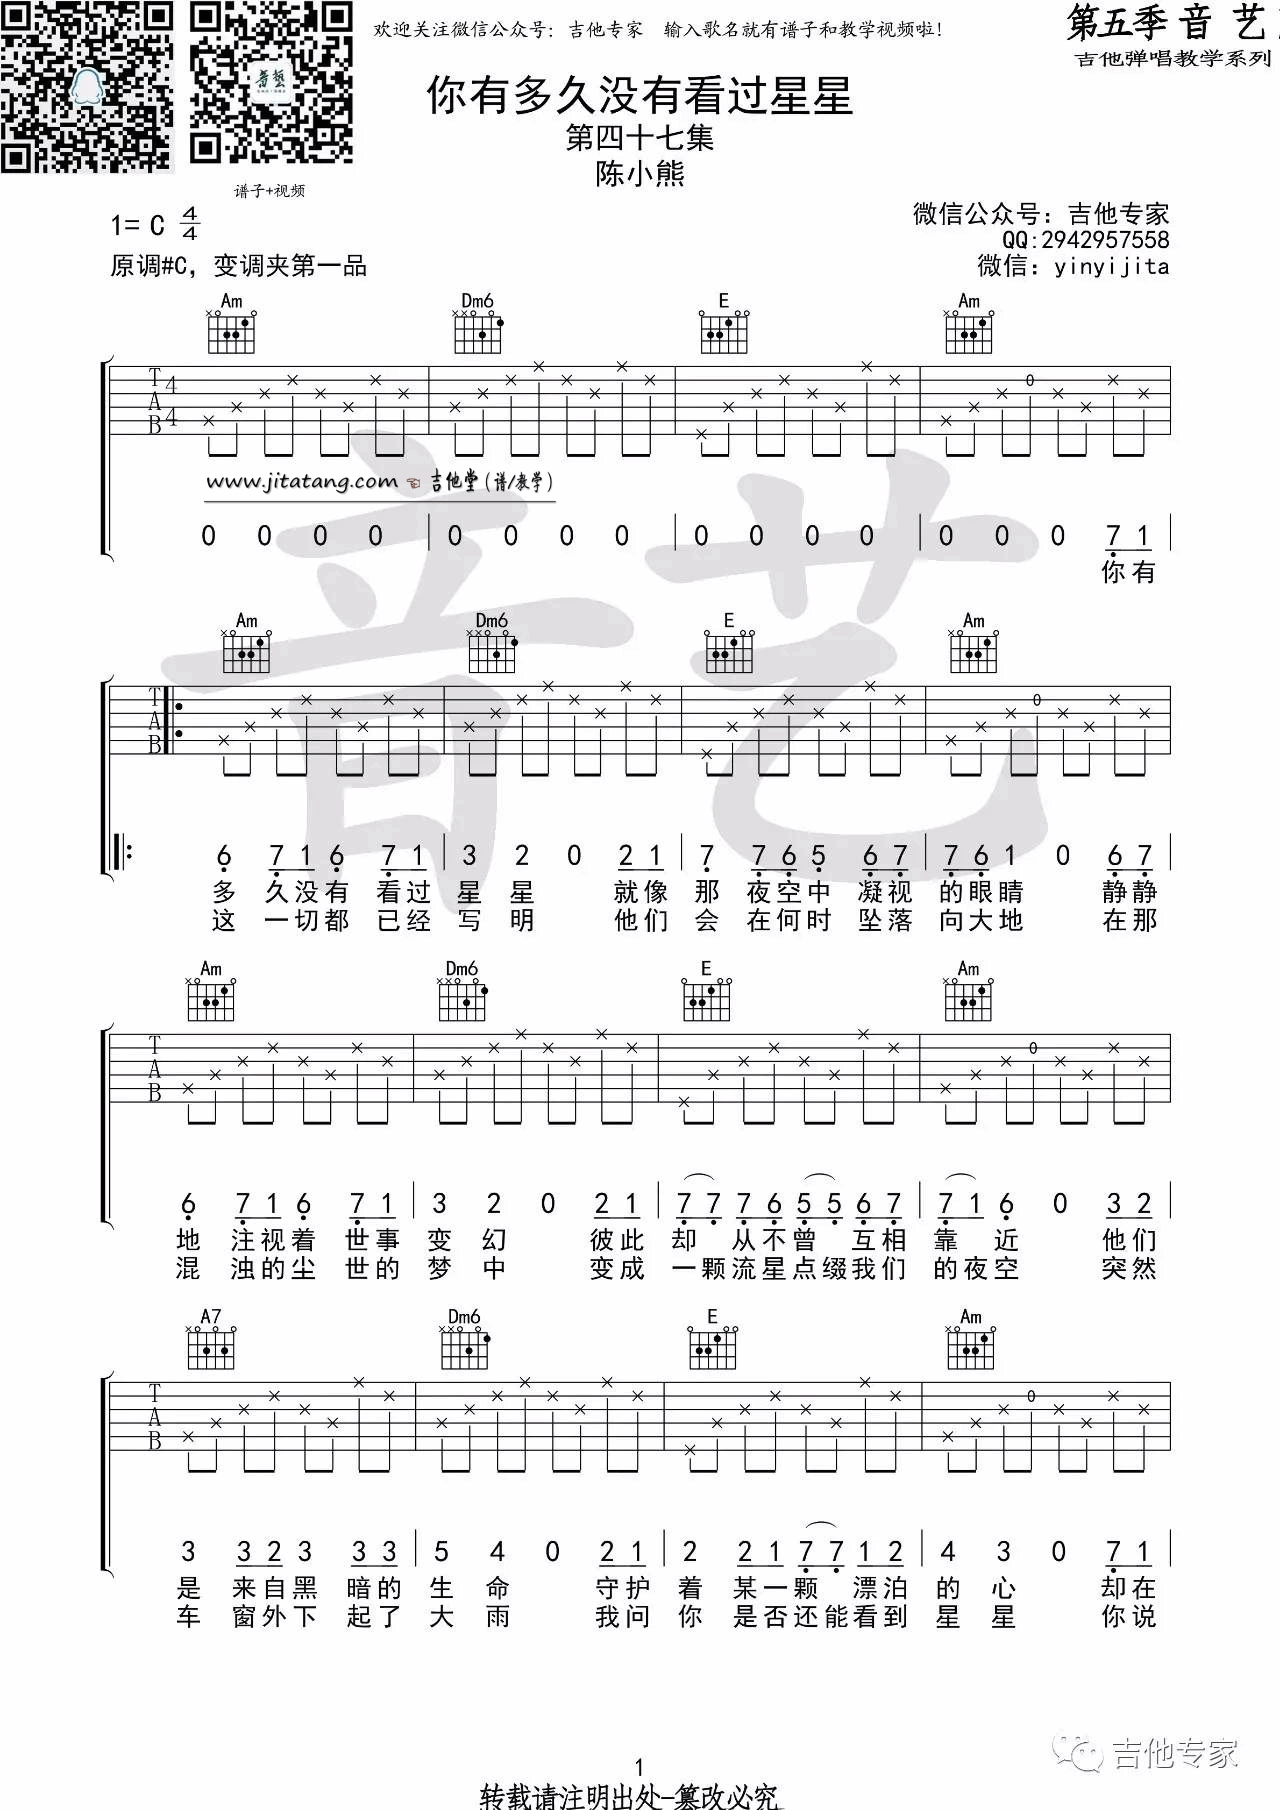 欢迎关注微信公众号：吉他专家 输入歌名就有谱子和教学视频啦！
第五季音艺
吉他弹唱教学系列
你有多久没有看过星星
第四十七集
陈小熊
谱子+视频
1= C 4/4
原调#C，变调夹第一品
微信公众号：吉他专家
QQ:2942957558
微信：yinyijita
Am Dm6 E Am
T A B 4 4
www.jitatang.com 吉他堂(谱/教学)
0 0 0 0 | 0 0 0 0 | 0 0 0 0 | 0 0 0 7 1
你有
音艺
Am Dm6 E Am
T A B
6 7 1 6 7 1 | 3 2 0 2 1 | 7 7 6 5 6 7 | 7 6 1 0 6 7
多 久没有 看过 星 星 就像 那 夜空中 凝视 的眼睛 静静
这 一切都 已经 写 明 他们 会 在何时 坠落 向大地 在那
Am Dm6 E Am
T A B
6 7 1 6 7 1 | 3 2 0 2 1 | 7 7 7 6 5 5 6 7 | 7 1 6 0 3 2
地 注视着 世事 变 幻 彼此 却 从不曾 互相 靠 近 他们
混 浊的尘 世的 梦 中 变成 一颗流星点缀我们 的夜空 突然
A7 Dm6 E Am
T A B
3 3 2 3 3 3 | 5 4 0 2 1 | 2 2 1 7 7 1 2 | 4 3 0 7 1
是 来自黑 暗的 生 命 守护 着 某一颗 漂泊 的 心 却在
车 窗外下 起了 大 雨 我问 你 是否还能看到 星 星 你说
1
转载请注明出处-篡改必究
吉他专家